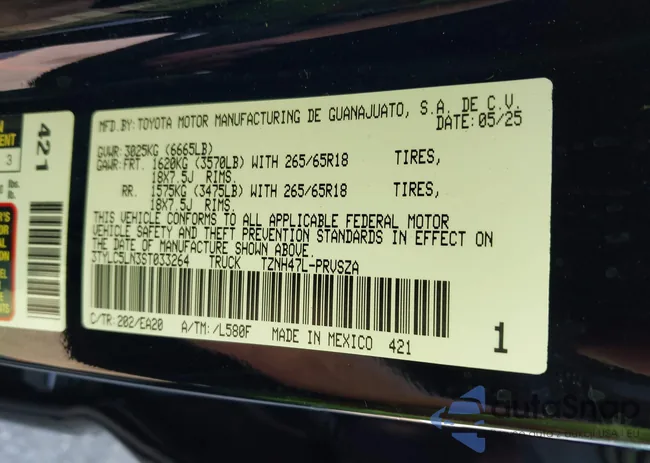 MFD.BY:TOYOTA MOTOR MANUFACTURING DE GUANAJUATO, S.A. DE C.V.
DATE:05/25
GVWR:3025KG (6665LB)
GAWR:FRT. 1620KG (3570LB) WITH 265/65R18 TIRES,
18X7.5J RIMS.
RR. 1575KG (3475LB) WITH 265/65R18 TIRES,
18X7.5J RIMS.
THIS VEHICLE CONFORMS TO ALL APPLICABLE FEDERAL MOTOR
VEHICLE SAFETY AND THEFT PREVENTION STANDARDS IN EFFECT ON
THE DATE OF MANUFACTURE SHOWN ABOVE.
3TYLC5LN3ST033264 TRUCK TZNH47L-PRVSZA
C/TR:202/EA20 A/TM:/L580F MADE IN MEXICO 421
1
421
3
lbs.
autoSnap